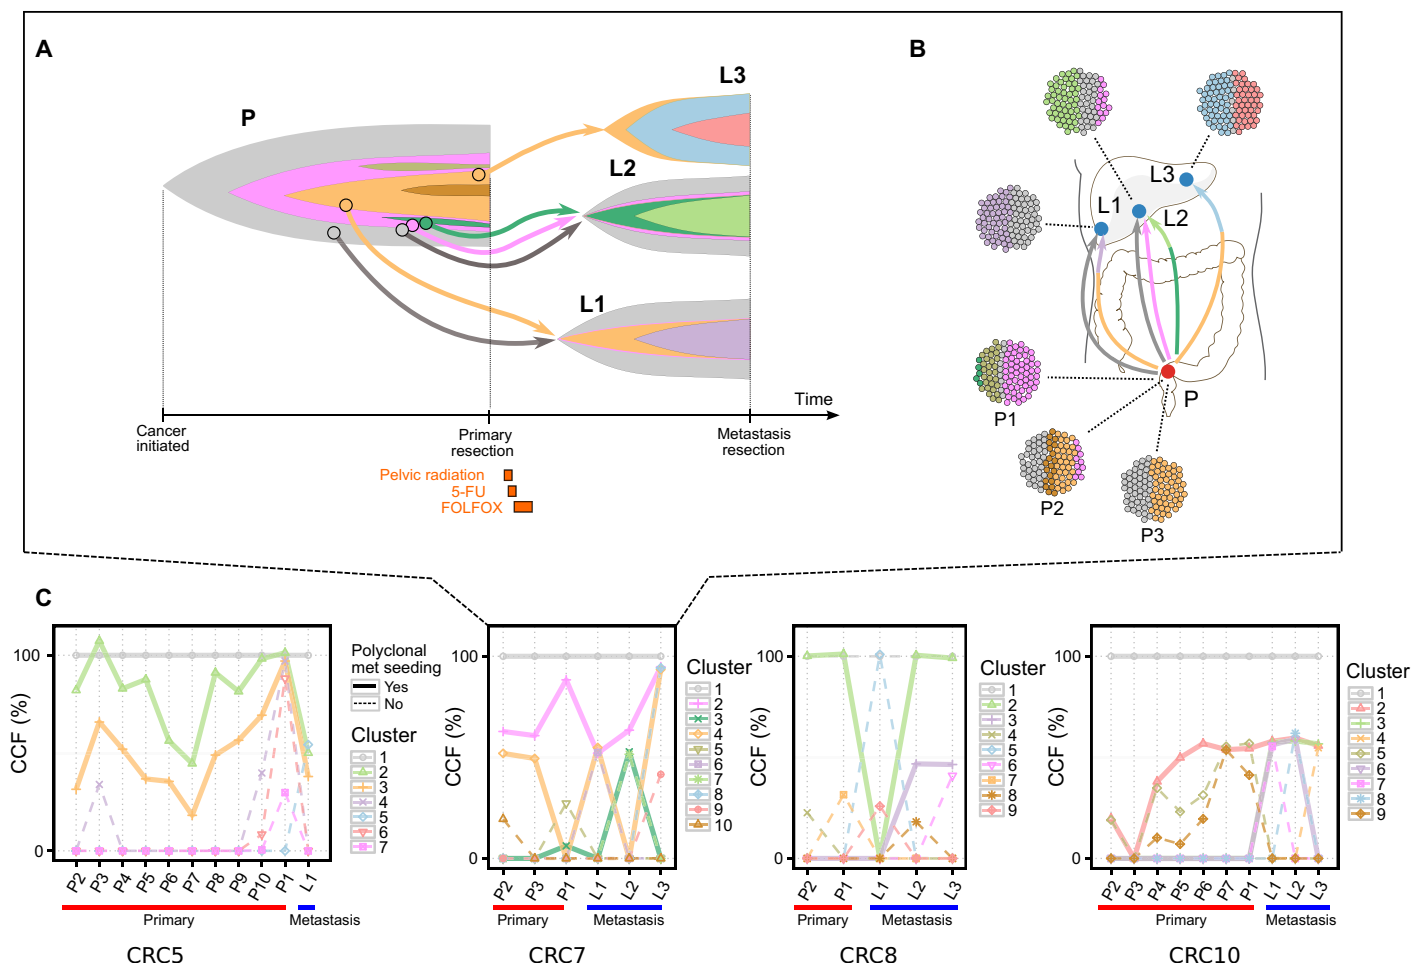 A
B
P
L3
L2
L1
Time
Cancer
initiated
Primary
resection
Metastasis
resection
Pelvic radiation
5-FU
FOLFOX
L3
L1
L2
P
P1
P2
P3
C
CCF (%)
100
0
P2
P3
P4
P5
P6
P7
P8
P9
P10
P1
L1
Primary
Metastasis
CRC5
Polyclonal
met seeding
Yes
No
Cluster
1
2
3
4
5
6
7
CCF (%)
100
0
P2
P3
P1
L1
L2
L3
Primary
Metastasis
CRC7
Cluster
1
2
3
4
5
6
7
8
9
10
CCF (%)
100
0
P2
P1
L1
L2
L3
Primary
Metastasis
CRC8
Cluster
1
2
3
4
5
6
7
8
9
CCF (%)
100
0
P2
P3
P4
P5
P6
P7
P1
L1
L2
L3
Primary
Metastasis
CRC10
Cluster
1
2
3
4
5
6
7
8
9